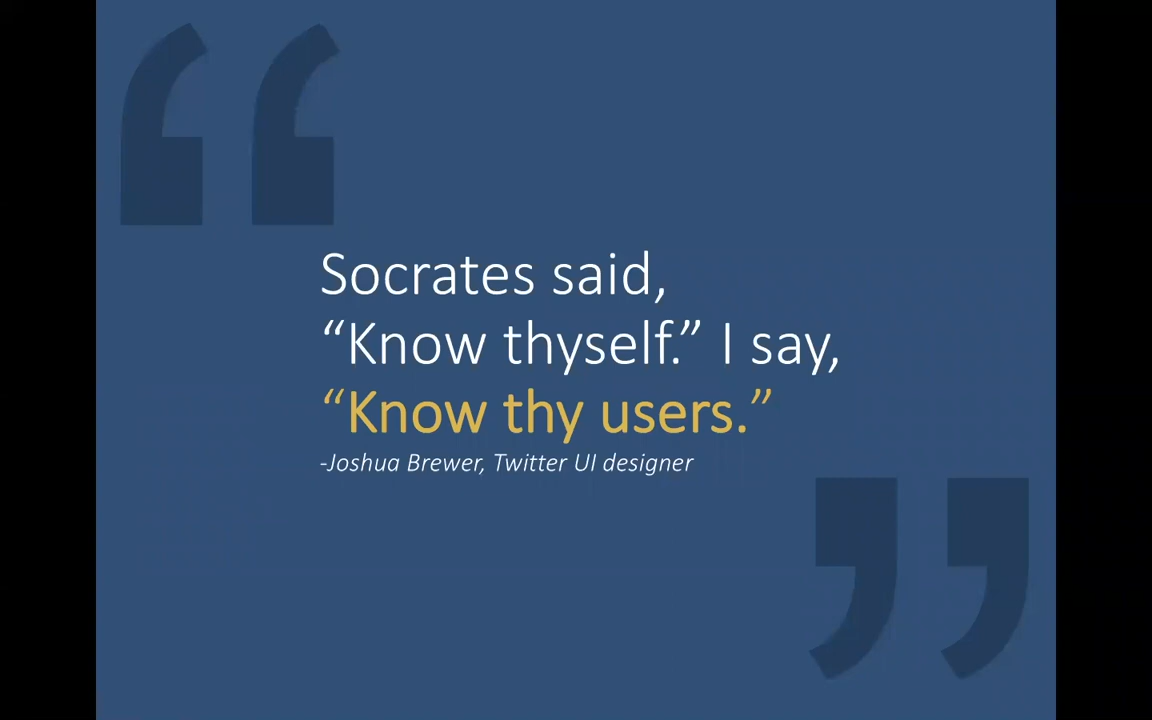 Socrates said,
“Know thyself.” I say,
“Know thy users.”
-Joshua Brewer, Twitter UI designer